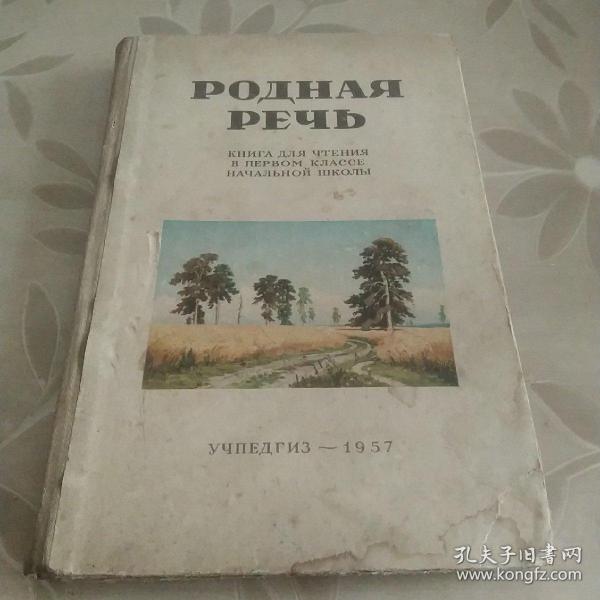 РОДНАЯ
РЕЧЬ
КНИГА ДЛЯ ЧТЕНИЯ
В ПЕРВОМ КЛАССЕ
НАЧАЛЬНОЙ ШКОЛЫ
УЧПЕДГИЗ — 1957
孔夫子旧书网
www.kongfz.com